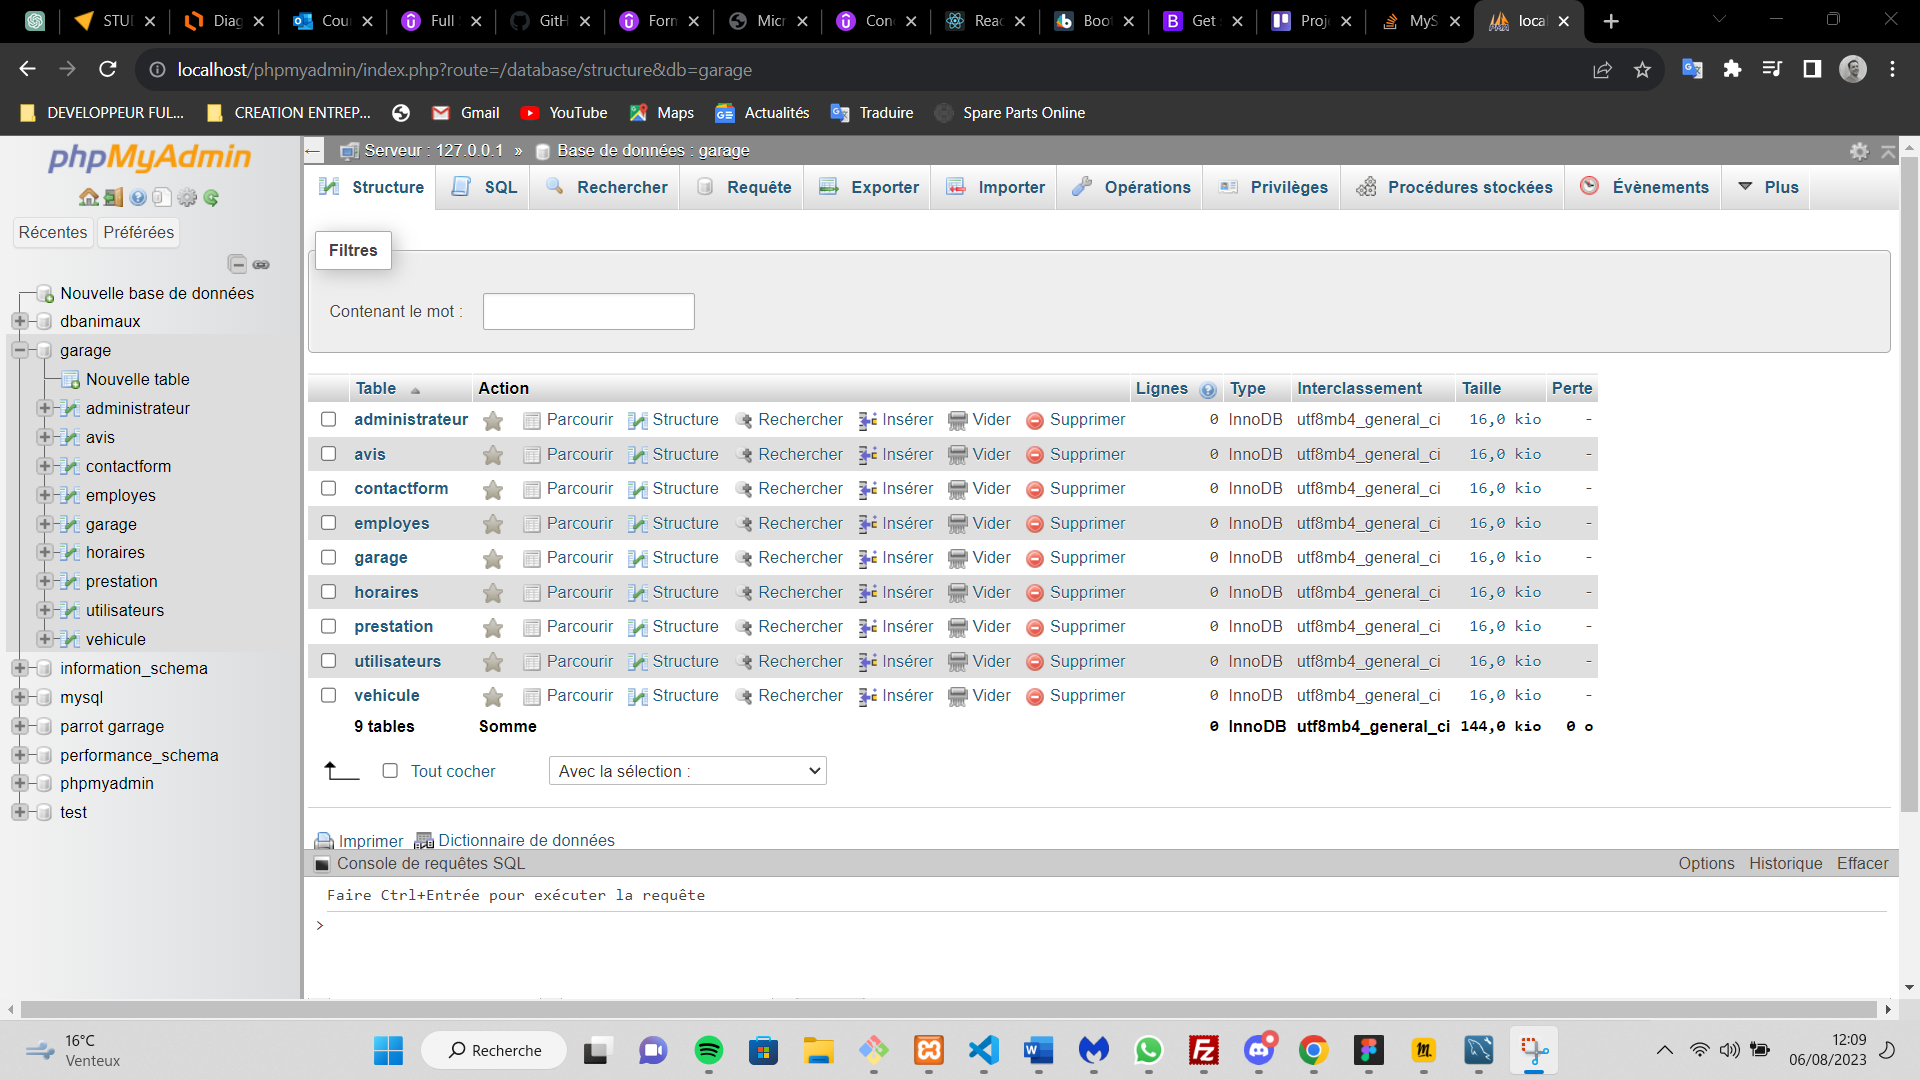 STUI
Diag
Cour
Full
GitH
Form
Micr
Conc
Reac
Boot
Get
Proj
MyS
local
localhost/phpmyadmin/index.php?route=/database/structure&db=garage
DEVELOPPEUR FUL...
CREATION ENTREP...
Gmail
YouTube
Maps
Actualités
Traduire
Spare Parts Online
phpMyAdmin
Serveur : 127.0.0.1 » Base de données : garage
Structure SQL Rechercher Requête Exporter Importer Opérations Privilèges Procédures stockées Évènements Plus
Récentes Préférées
Nouvelle base de données
dbanimaux
garage
Nouvelle table
administrateur
avis
contactform
employes
garage
horaires
prestation
utilisateurs
vehicule
information_schema
mysql
parrot garrage
performance_schema
phpmyadmin
test
Filtres
Contenant le mot :
Table Action Lignes Type Interclassement Taille Perte
administrateur Parcourir Structure Rechercher Insérer Vider Supprimer 0 InnoDB utf8mb4_general_ci 16,0 kio -
avis Parcourir Structure Rechercher Insérer Vider Supprimer 0 InnoDB utf8mb4_general_ci 16,0 kio -
contactform Parcourir Structure Rechercher Insérer Vider Supprimer 0 InnoDB utf8mb4_general_ci 16,0 kio -
employes Parcourir Structure Rechercher Insérer Vider Supprimer 0 InnoDB utf8mb4_general_ci 16,0 kio -
garage Parcourir Structure Rechercher Insérer Vider Supprimer 0 InnoDB utf8mb4_general_ci 16,0 kio -
horaires Parcourir Structure Rechercher Insérer Vider Supprimer 0 InnoDB utf8mb4_general_ci 16,0 kio -
prestation Parcourir Structure Rechercher Insérer Vider Supprimer 0 InnoDB utf8mb4_general_ci 16,0 kio -
utilisateurs Parcourir Structure Rechercher Insérer Vider Supprimer 0 InnoDB utf8mb4_general_ci 16,0 kio -
vehicule Parcourir Structure Rechercher Insérer Vider Supprimer 0 InnoDB utf8mb4_general_ci 16,0 kio -
9 tables Somme 0 InnoDB utf8mb4_general_ci 144,0 kio 0 o
Tout cocher Avec la sélection :
Imprimer Dictionnaire de données
Console de requêtes SQL Options Historique Effacer
Faire Ctrl+Entrée pour exécuter la requête
>
16°C
Venteux
Recherche
12:09
06/08/2023